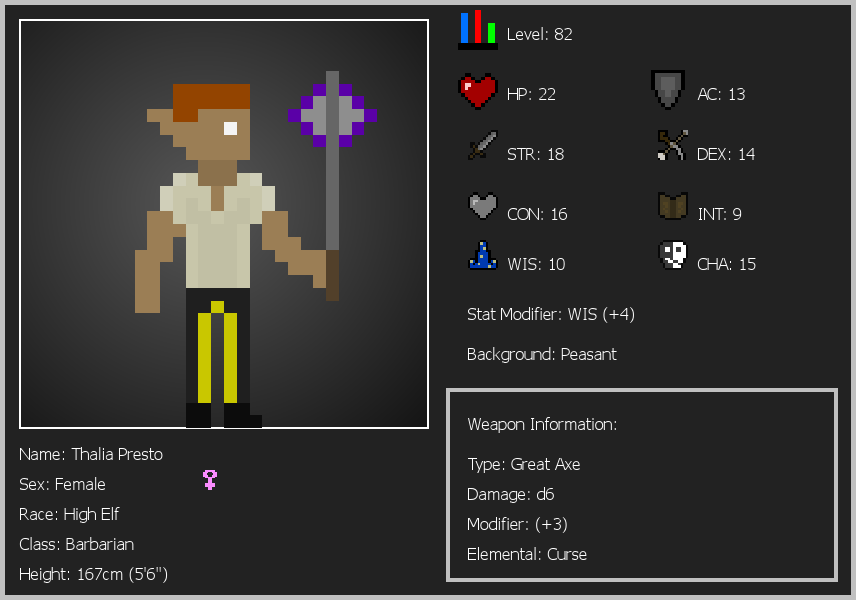 Level: 82
HP: 22
AC: 13
STR: 18
DEX: 14
CON: 16
INT: 9
WIS: 10
CHA: 15
Stat Modifier: WIS (+4)
Background: Peasant
Weapon Information:
Type: Great Axe
Damage: d6
Modifier: (+3)
Elemental: Curse
Name: Thalia Presto
Sex: Female
Race: High Elf
Class: Barbarian
Height: 167cm (5'6")